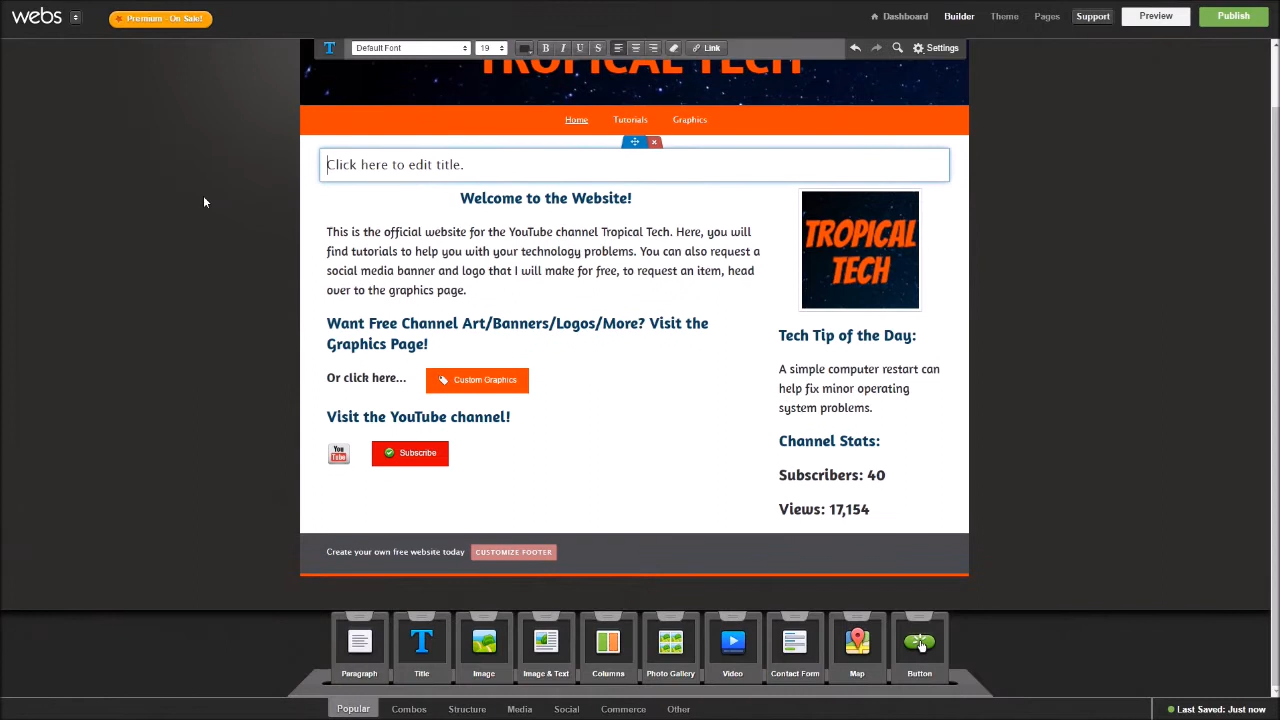 webs
Premium - On Sale!
Dashboard
Builder
Theme
Pages
Support
Preview
Publish
T
Default Font
19
B
I
U
S
Link
Settings
TROPICAL TECH
Home
Tutorials
Graphics
Click here to edit title.
Welcome to the Website!
This is the official website for the YouTube channel Tropical Tech. Here, you will
find tutorials to help you with your technology problems. You can also request a
social media banner and logo that I will make for free, to request an item, head
over to the graphics page.
Want Free Channel Art/Banners/Logos/More? Visit the
Graphics Page!
Or click here...
Custom Graphics
Visit the YouTube channel!
You
Tube
Subscribe
TROPICAL
TECH
Tech Tip of the Day:
A simple computer restart can
help fix minor operating
system problems.
Channel Stats:
Subscribers: 40
Views: 17,154
Create your own free website today
CUSTOMIZE FOOTER
T
Paragraph
Title
Image
Image & Text
Columns
Photo Gallery
Video
Contact Form
Map
Button
Popular
Combos
Structure
Media
Social
Commerce
Other
Last Saved: Just now